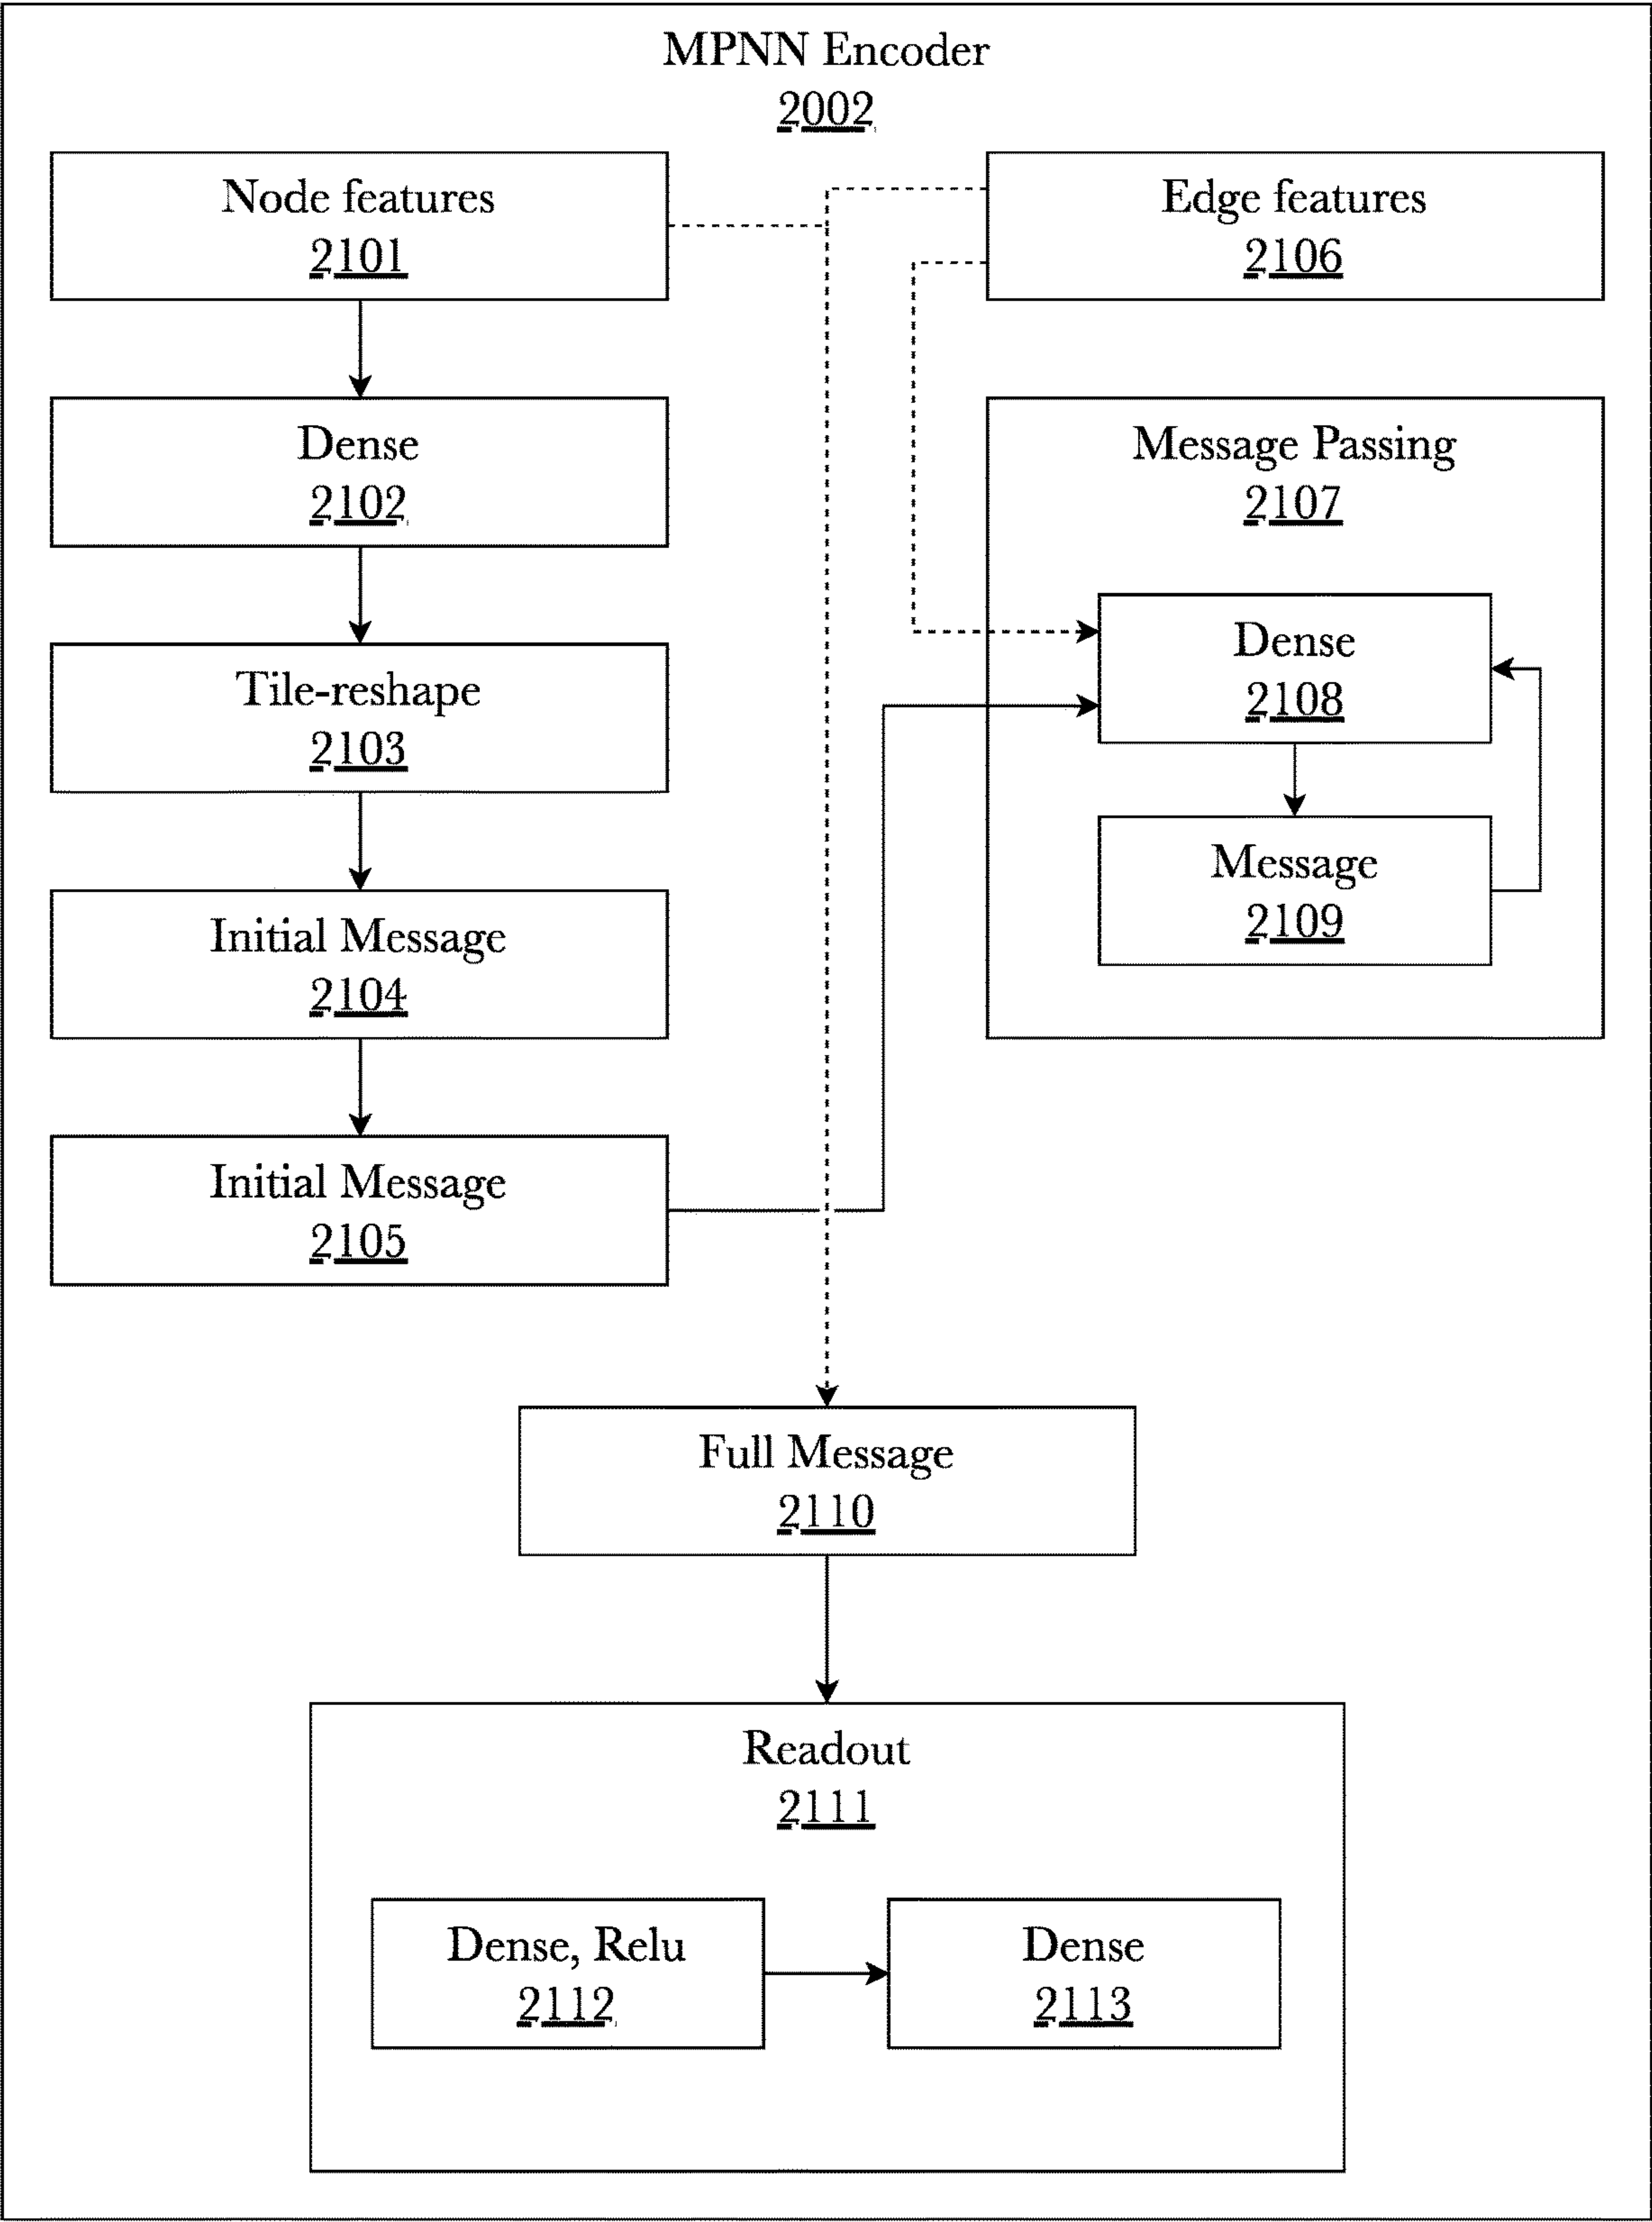 MPNN Encoder
2002
Node features
2101
Edge features
2106
Dense
2102
Message Passing
2107
Tile-reshape
2103
Dense
2108
Message
2109
Initial Message
2104
Initial Message
2105
Full Message
2110
Readout
2111
Dense, Relu
2112
Dense
2113